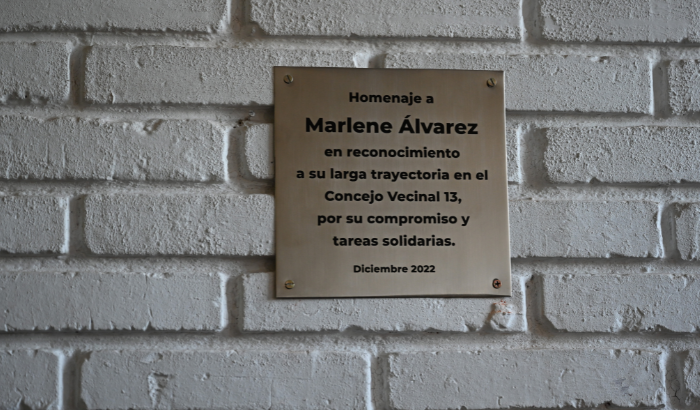 Homenaje a
Marlene Álvarez
en reconocimiento
a su larga trayectoria en el
Concejo Vecinal 13,
por su compromiso y
tareas solidarias.
Diciembre 2022